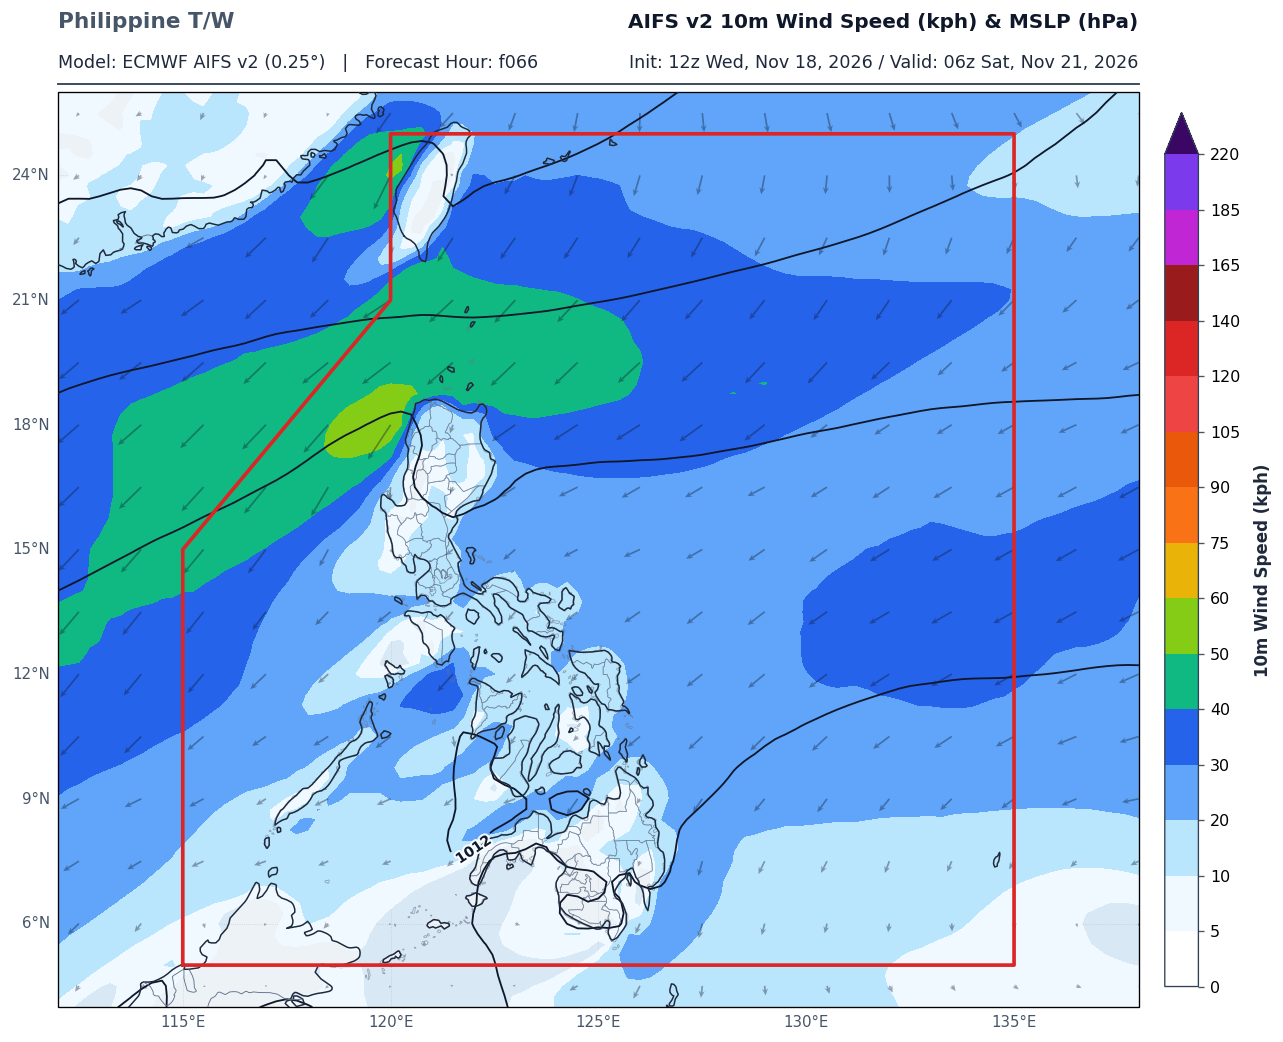 Philippine T/W
AIFS v2 10m Wind Speed (kph) & MSLP (hPa)
Model: ECMWF AIFS v2 (0.25°) | Forecast Hour: f066
Init: 12z Wed, Nov 18, 2026 / Valid: 06z Sat, Nov 21, 2026
24°N
21°N
18°N
15°N
12°N
9°N
6°N
1012
115°E
120°E
125°E
130°E
135°E
220
185
165
140
120
105
90
75
60
50
40
30
20
10
5
0
10m Wind Speed (kph)